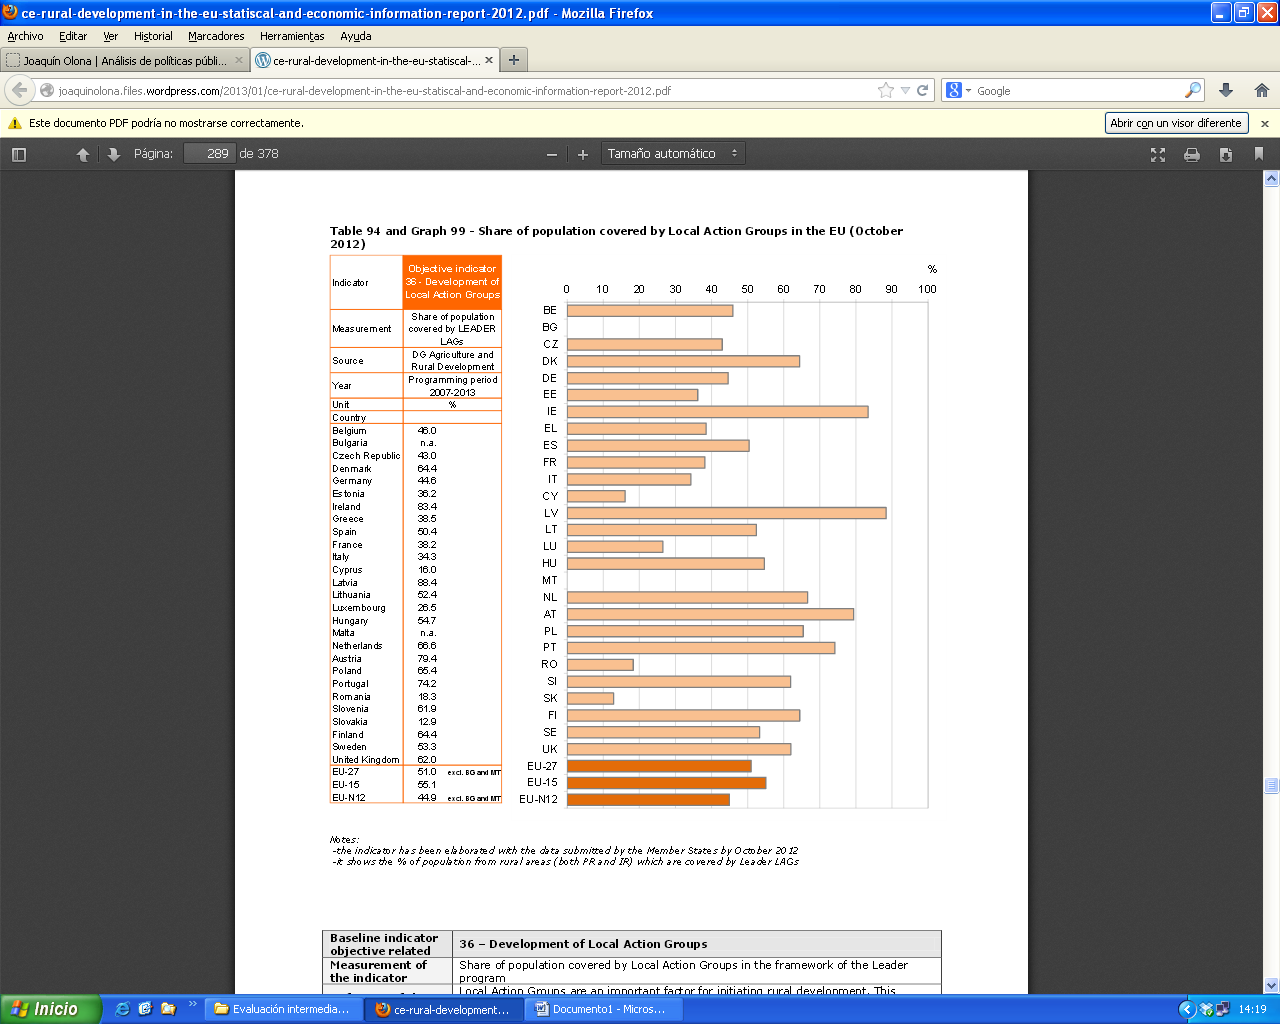 ce-rural-development-in-the-eu-statiscal-and-economic-information-report-2012.pdf - Mozilla Firefox
Archivo Editar Ver Historial Marcadores Herramientas Ayuda
Joaquín Olona | Análisis de políticas públi... ce-rural-development-in-the-eu-statiscal-...
joaquinolona.files.wordpress.com/2013/01/ce-rural-development-in-the-eu-statiscal-and-economic-information-report-2012.pdf Google
Este documento PDF podría no mostrarse correctamente. Abrir con un visor diferente
Página: 289 de 378 Tamaño automático
Table 94 and Graph 99 - Share of population covered by Local Action Groups in the EU (October
2012)
Indicator Objective indicator
36 - Development of
Local Action Groups
Measurement Share of population
covered by LEADER
LAGs
Source DG Agriculture and
Rural Development
Year Programming period
2007-2013
Unit %
Country
Belgium 46.0
Bulgaria n.a.
Czech Republic 43.0
Denmark 64.4
Germany 44.6
Estonia 36.2
Ireland 83.4
Greece 38.5
Spain 50.4
France 38.2
Italy 34.3
Cyprus 16.0
Latvia 88.4
Lithuania 52.4
Luxembourg 26.5
Hungary 54.7
Malta n.a.
Netherlands 66.6
Austria 79.4
Poland 65.4
Portugal 74.2
Romania 18.3
Slovenia 61.9
Slovakia 12.9
Finland 64.4
Sweden 53.3
United Kingdom 62.0
EU-27 51.0 excl. BG and MT
EU-15 55.1
EU-N12 44.9 excl. BG and MT
%
0 10 20 30 40 50 60 70 80 90 100
BE
BG
CZ
DK
DE
EE
IE
EL
ES
FR
IT
CY
LV
LT
LU
HU
MT
NL
AT
PL
PT
RO
SI
SK
FI
SE
UK
EU-27
EU-15
EU-N12
Notes:
-the indicator has been elaborated with the data submitted by the Member States by October 2012
-it shows the % of population from rural areas (both PR and IR) which are covered by Leader LAGs
Baseline indicator
objective related 36 – Development of Local Action Groups
Measurement of
the indicator Share of population covered by Local Action Groups in the framework of the Leader
program
Local Action Groups are an important factor for initiating rural development. This
Inicio Evaluación intermedia... ce-rural-development... Documento1 - Micros... 14:19